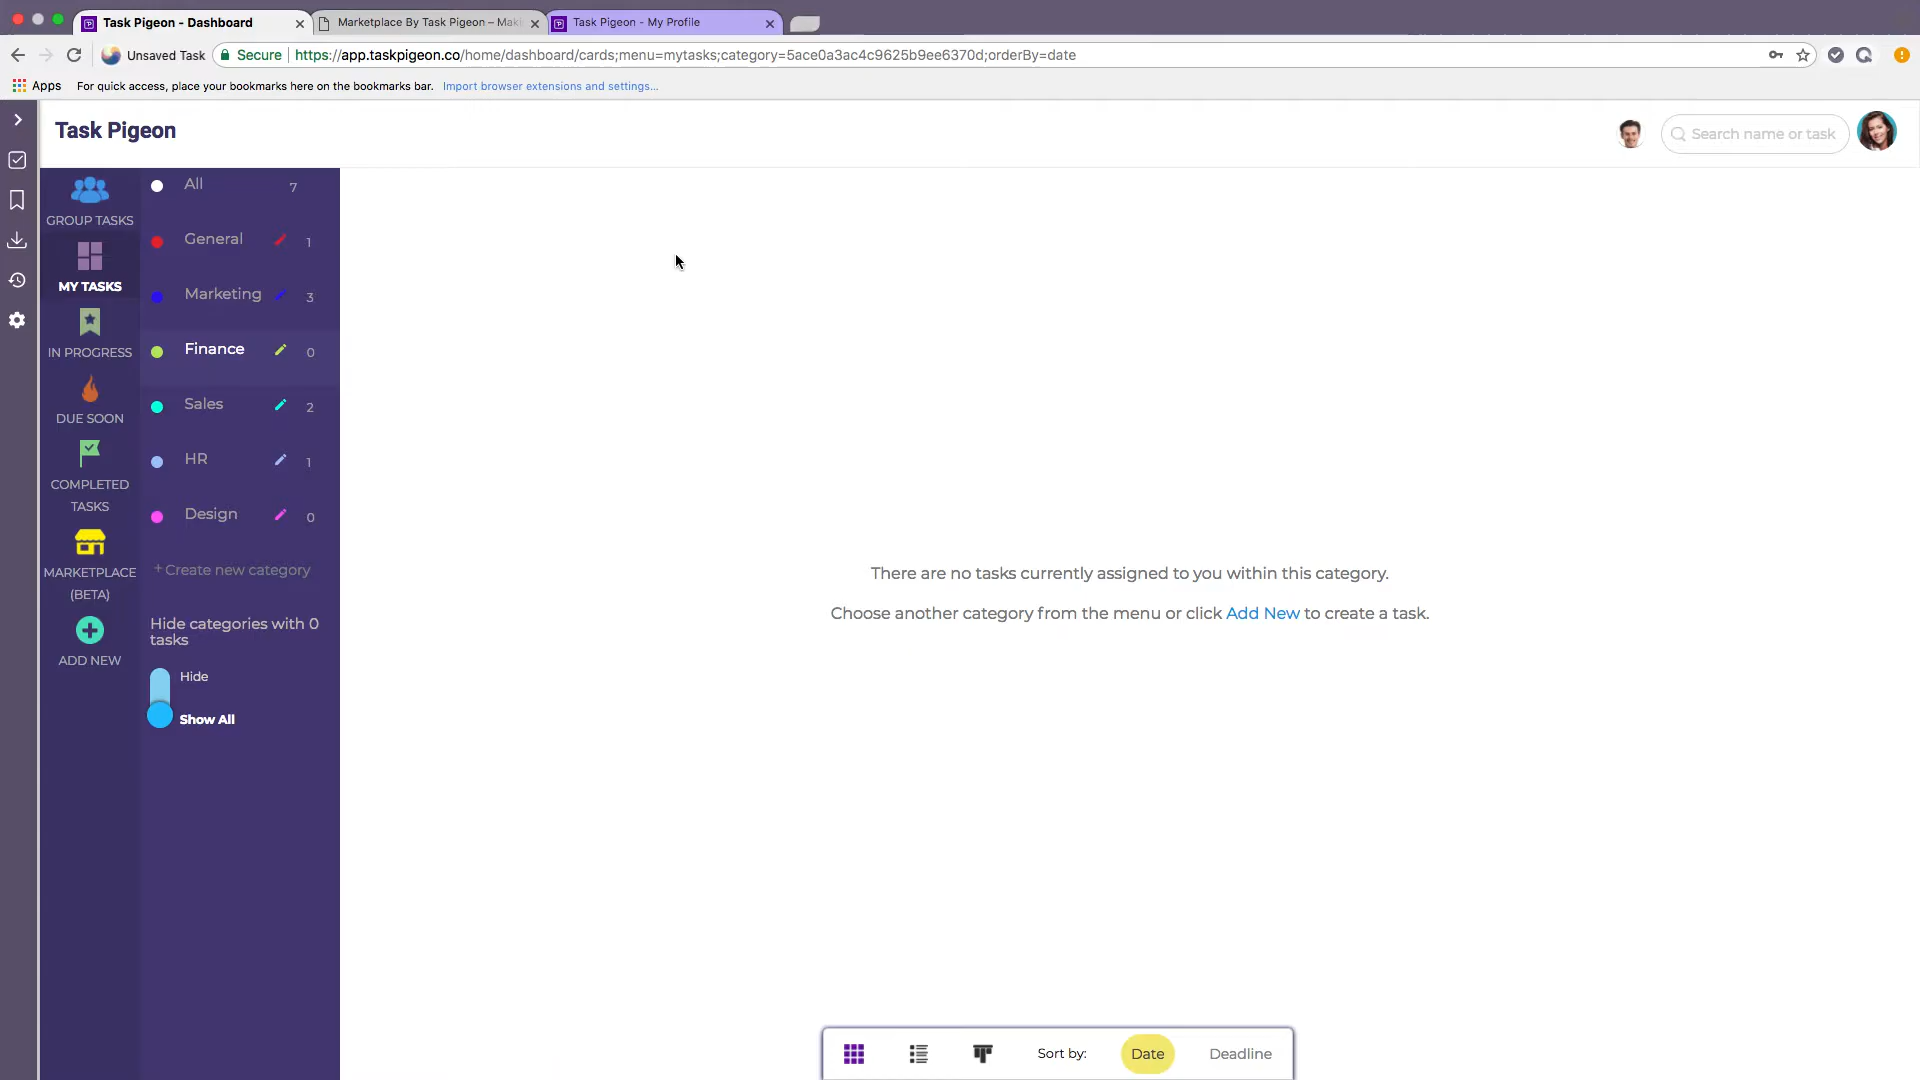 Task Pigeon - Dashboard
Marketplace By Task Pigeon – Maki
Task Pigeon - My Profile
Unsaved Task
Secure
https://app.taskpigeon.co/home/dashboard/cards;menu=mytasks;category=5ace0a3ac4c9625b9ee6370d;orderBy=date
Apps
For quick access, place your bookmarks here on the bookmarks bar.
Import browser extensions and settings...
Task Pigeon
Search name or task
GROUP TASKS
MY TASKS
IN PROGRESS
DUE SOON
COMPLETED
TASKS
MARKETPLACE
(BETA)
ADD NEW
All 7
General 1
Marketing 3
Finance 0
Sales 2
HR 1
Design 0
+ Create new category
Hide categories with 0
tasks
Hide
Show All
There are no tasks currently assigned to you within this category.
Choose another category from the menu or click Add New to create a task.
Sort by: Date Deadline